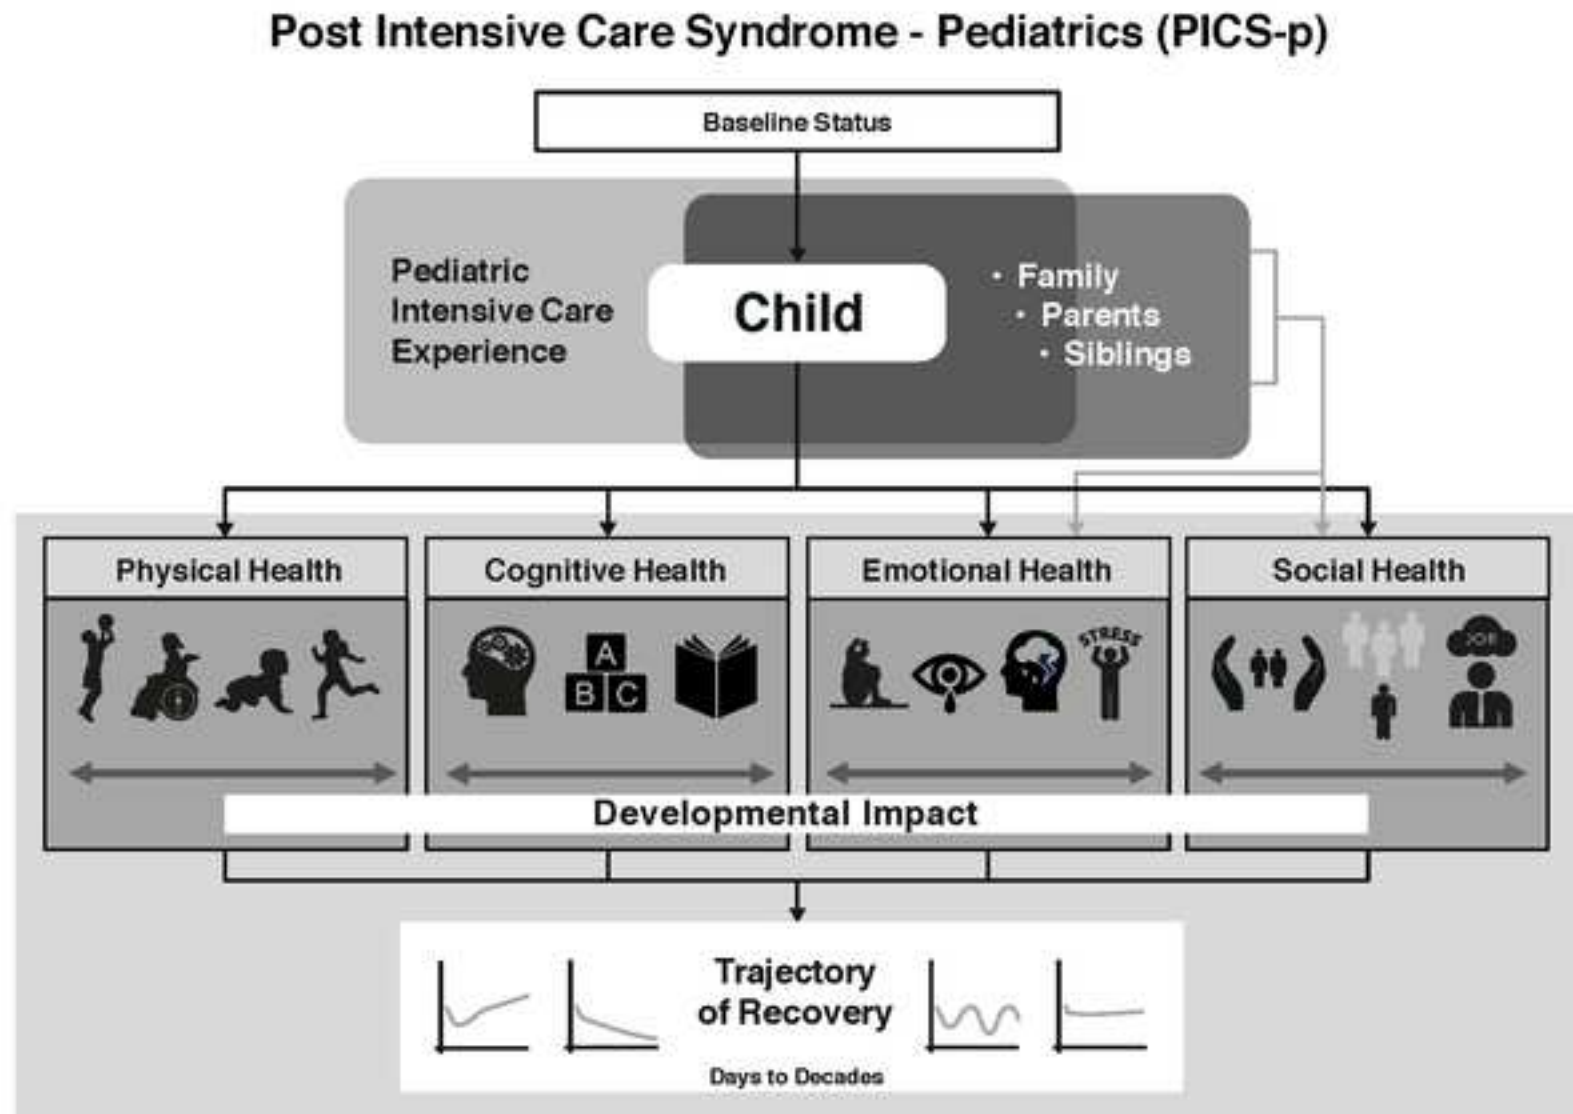 Post Intensive Care Syndrome - Pediatrics (PICS-p)
Baseline Status
Pediatric
Intensive Care
Experience
Child
• Family
• Parents
• Siblings
Physical Health
Cognitive Health
Emotional Health
Social Health
A
B C
STRESS
JOB
Developmental Impact
Trajectory
of Recovery
Days to Decades